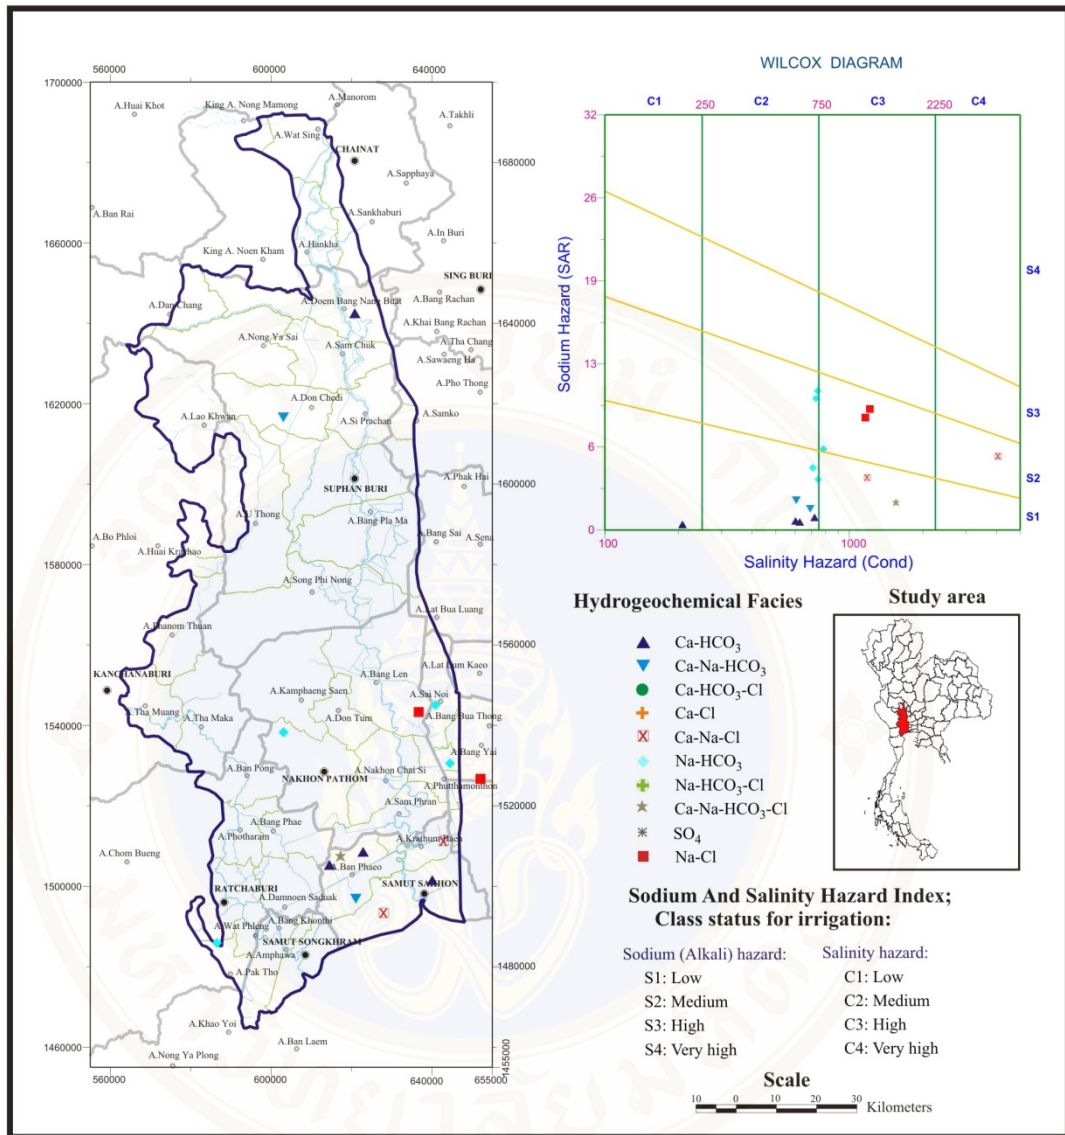 560000 600000 640000
1700000
A.Huai Khot
King A. Nong Mamong
A.Manorom
A.Takhli
A.Wat Sing
CHAINAT
1680000
A.Sapphaya
A.Ban Rai
A.Sankhaburi
A.In Buri
1660000
A.Hankha
King A. Noen Kham
SING BURI
A.Bang Rachan
A.Dan Chang
A.Doem Bang Nang Buat
A.Khai Bang Rachan
1640000
A.Nong Ya Sai
A.Tha Chang
A.Sam Chuk
A.Sawaeng Ha
A.Pho Thong
A.Don Chedi
1620000
A.Lao Khwan
A.Si Prachan
A.Samko
SUPHAN BURI
A.Phak Hai
1600000
A.U Thong
A.Bang Pla Ma
A.Bo Phloi
A.Huai Krachao
A.Bang Sai
A.Sena
1580000
A.Song Phi Nong
A.Lat Bua Luang
A.Phanom Thuan
1560000
KANCHANABURI
A.Bang Len
A.Lat Lum Kaeo
A.Kamphaeng Saen
A.Sai Noi
A.Tha Muang
A.Tha Maka
A.Don Tum
A.Bang Bua Thong
1540000
A.Bang Yai
A.Ban Pong
NAKHON PATHOM
A.Nakhon Chai Si
A.Phutthamonthon
A.Sam Phran
1520000
A.Bang Phae
A.Photharam
A.Krathum Baen
A.Chom Bueng
A.Ban Phaeo
1500000
RATCHABURI
A.Damnoen Saduak
SAMUT SAKHON
A.Wat Phleng
A.Bang Khonthi
SAMUT SONGKHRAM
A.Amphawa
A.Pak Tho
1480000
A.Khao Yoi
A.Ban Laem
A.Nong Ya Plong
1460000
1460000
1455000
560000 600000 640000 655000
WILCOX DIAGRAM
C1 250 C2 750 C3 2250 C4
32
26
19
13
6
0
Sodium Hazard (SAR)
S4
S3
S2
S1
100 1000
Salinity Hazard (Cond)
Hydrogeochemical Facies
Ca-HCO3
Ca-Na-HCO3
Ca-HCO3-Cl
Ca-Cl
Ca-Na-Cl
Na-HCO3
Na-HCO3-Cl
Ca-Na-HCO3-Cl
SO4
Na-Cl
Study area
Sodium And Salinity Hazard Index;
Class status for irrigation:
Sodium (Alkali) hazard:
S1: Low
S2: Medium
S3: High
S4: Very high
Salinity hazard:
C1: Low
C2: Medium
C3: High
C4: Very high
Scale
10 0 10 20 30 Kilometers